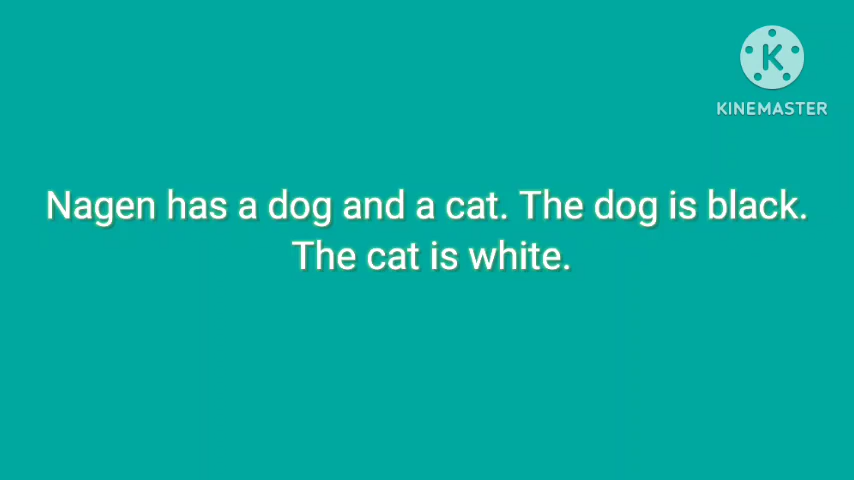 KINEMASTER
Nagen has a dog and a cat. The dog is black.
The cat is white.